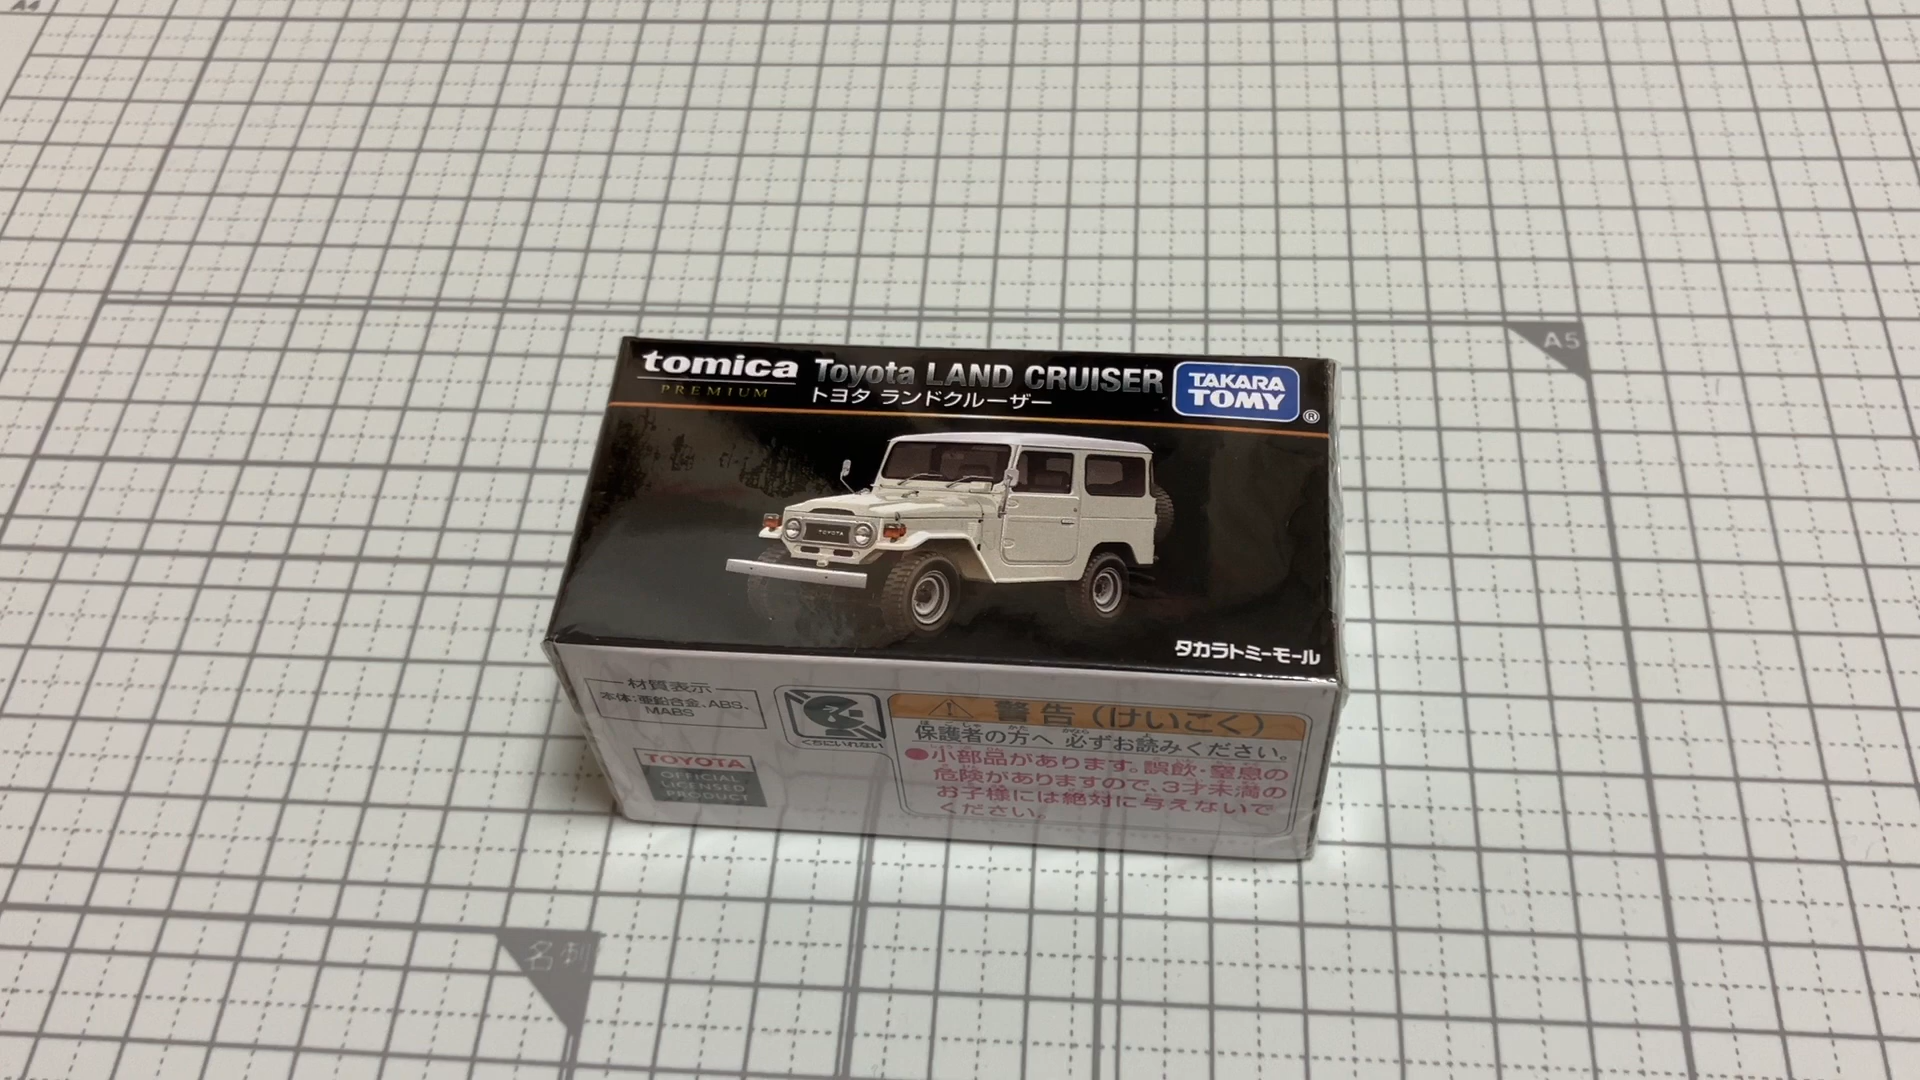 A4
A5
tomica
PREMIUM
Toyota LAND CRUISER
トヨタ ランドクルーザー
TAKARA
TOMY
®
TOYOTA
タカラトミーモール
材質表示
本体:亜鉛合金、ABS、
MABS
くちにいれない
TOYOTA
OFFICIAL
LICENSED
PRODUCT
警告(けいこく)
保護者の方へ 必ずお読みください。
●小部品があります。誤飲・窒息の
危険がありますので、3才未満の
お子様には絶対に与えないで
ください。
名刺